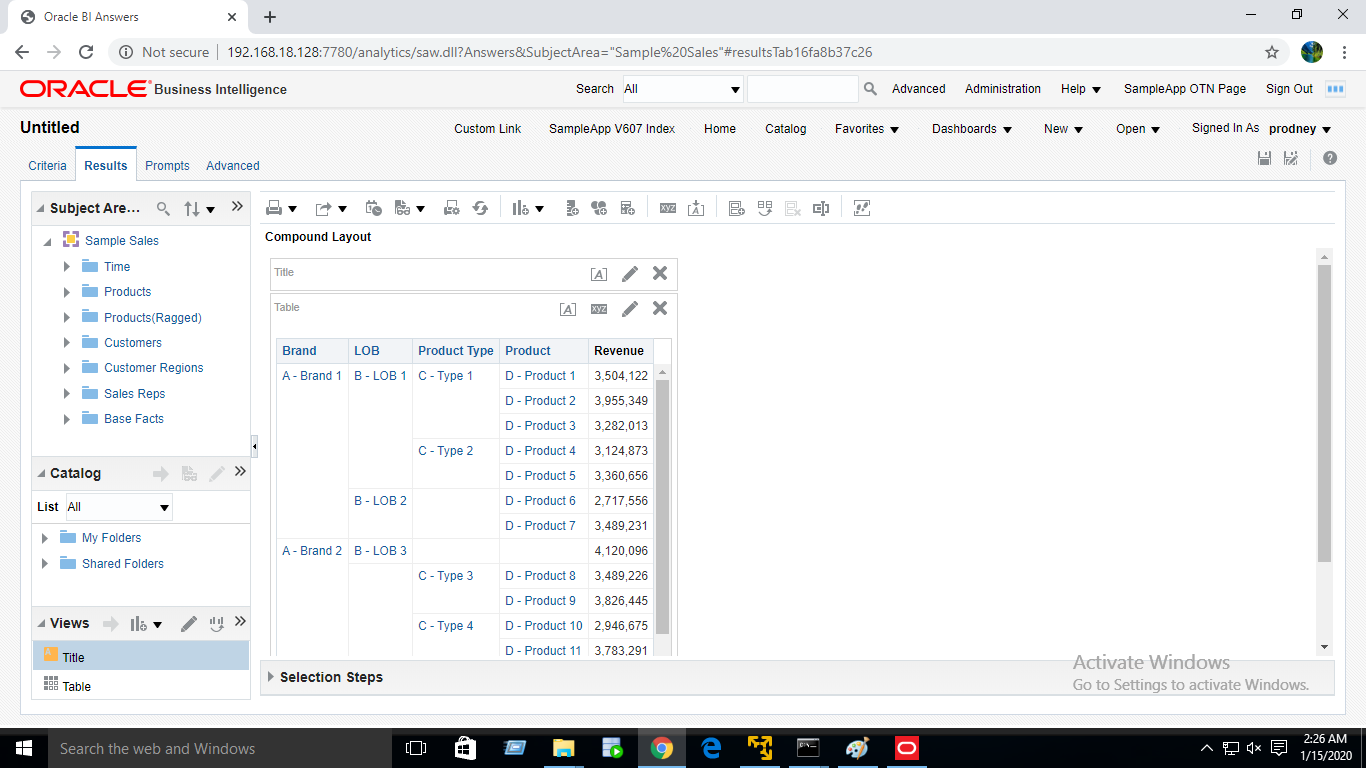 Oracle BI Answers
Not secure 192.168.18.128:7780/analytics/saw.dll?Answers&SubjectArea="Sample%20Sales"#resultsTab16fa8b37c26
ORACLE Business Intelligence Search All Advanced Administration Help SampleApp OTN Page Sign Out
Untitled Custom Link SampleApp V607 Index Home Catalog Favorites Dashboards New Open Signed In As prodney
Criteria Results Prompts Advanced
Subject Are...
Sample Sales
Time
Products
Products(Ragged)
Customers
Customer Regions
Sales Reps
Base Facts
Catalog
List All
My Folders
Shared Folders
Views
Title
Table
xyz A
Compound Layout
Title A
Table A xyz
Brand LOB Product Type Product Revenue
A - Brand 1 B - LOB 1 C - Type 1 D - Product 1 3,504,122
D - Product 2 3,955,349
D - Product 3 3,282,013
C - Type 2 D - Product 4 3,124,873
D - Product 5 3,360,656
B - LOB 2 D - Product 6 2,717,556
D - Product 7 3,489,231
A - Brand 2 B - LOB 3 4,120,096
C - Type 3 D - Product 8 3,489,226
D - Product 9 3,826,445
C - Type 4 D - Product 10 2,946,675
D - Product 11 3,783,291
Selection Steps
Activate Windows
Go to Settings to activate Windows.
Search the web and Windows
2:26 AM
1/15/2020